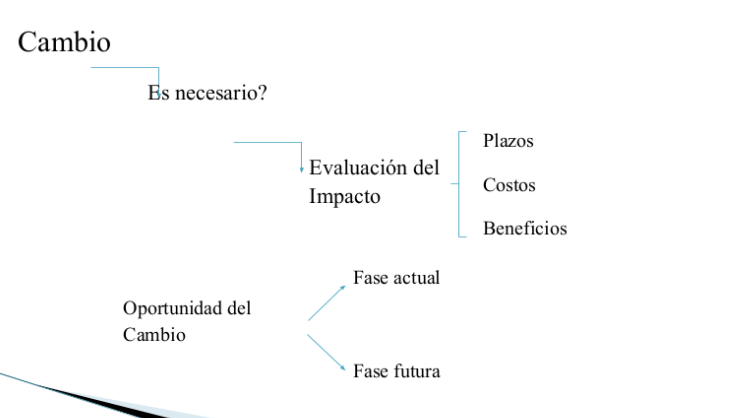 Cambio
Es necesario?
Evaluación del
Impacto
Plazos
Costos
Beneficios
Oportunidad del
Cambio
Fase actual
Fase futura